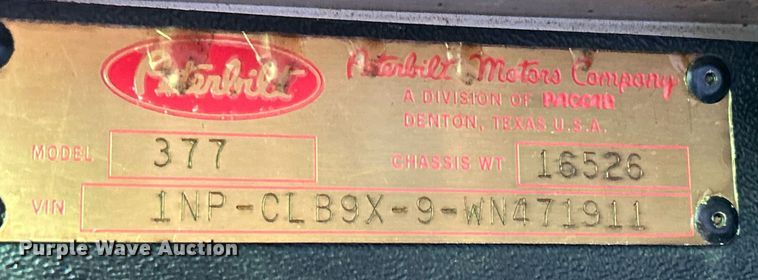 Peterbilt
Peterbilt Motors Company
A DIVISION OF PACCAR
DENTON, TEXAS U.S.A.
MODEL 377 CHASSIS WT 16526
VIN 1NP-CLB9X-9-WN471911
Purple Wave Auction